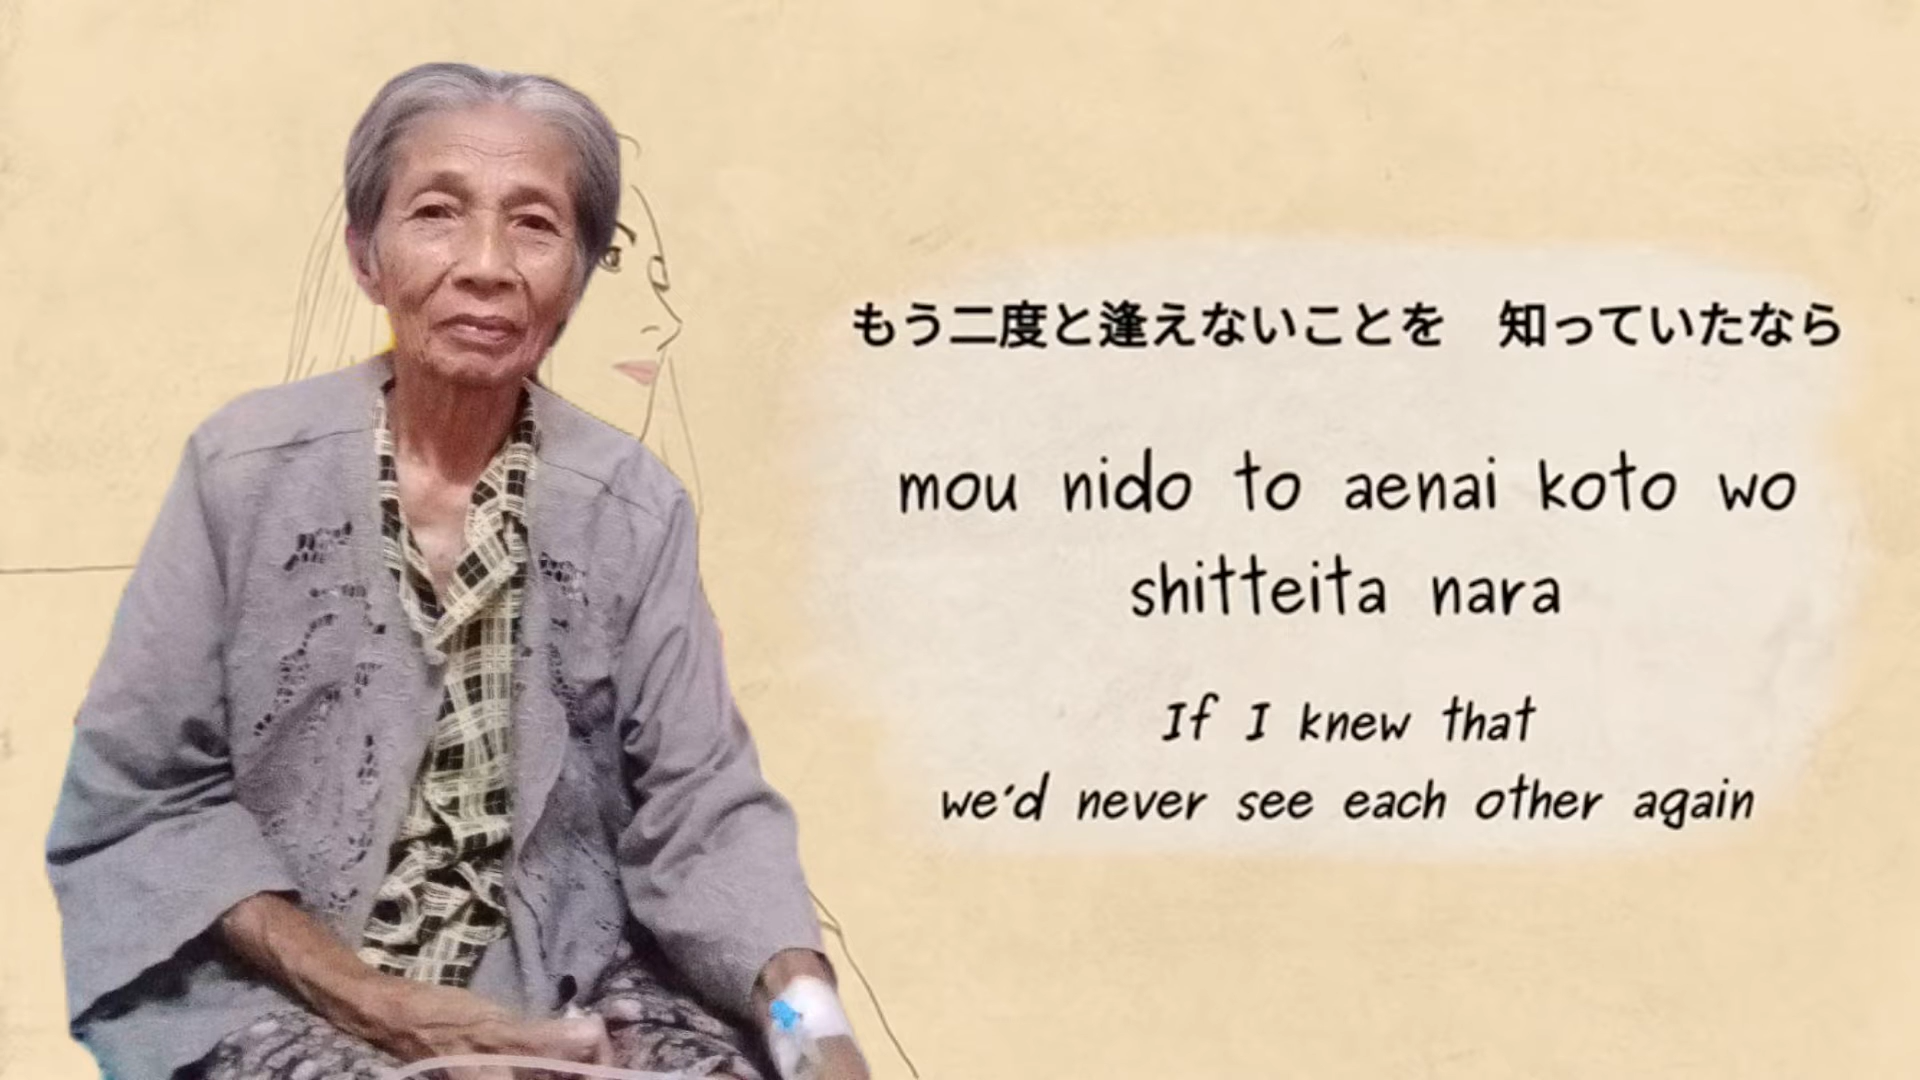 もう二度と逢えないことを　知っていたなら
mou nido to aenai koto wo
shitteita nara
If I knew that
we'd never see each other again